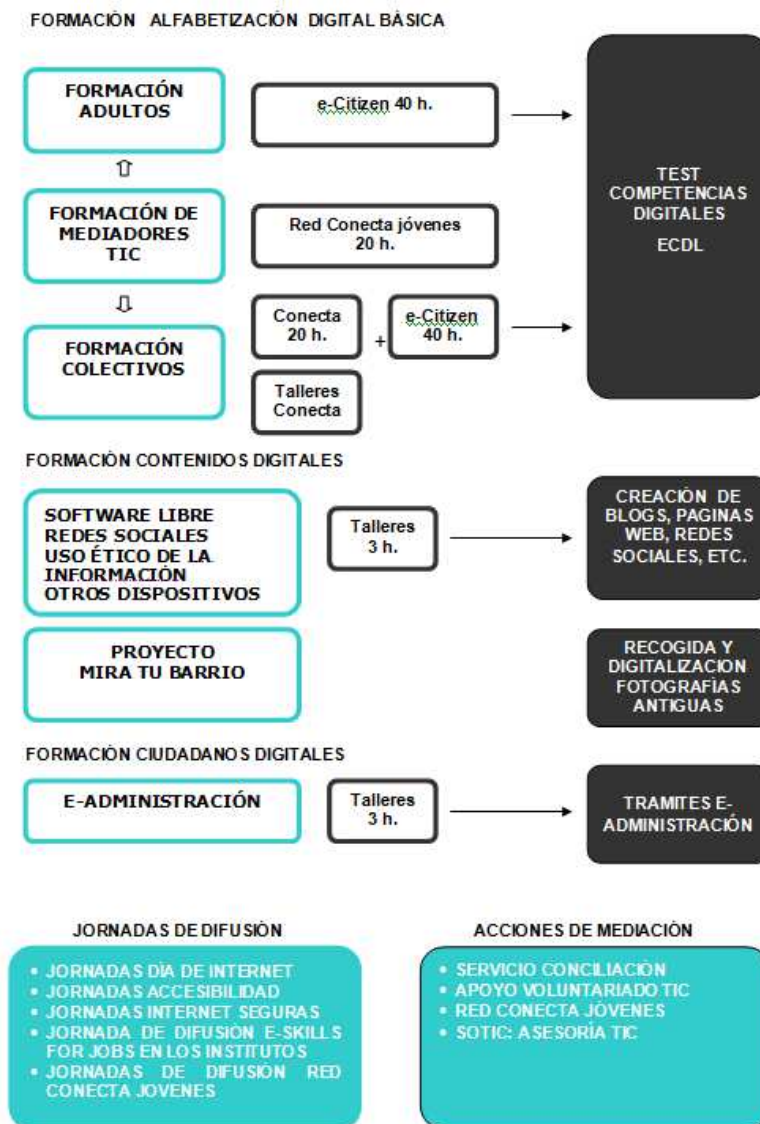 FORMACIÓN ALFABETIZACIÓN DIGITAL BÁSICA
FORMACIÓN
ADULTOS
e-Citizen 40 h.
TEST
COMPETENCIAS
DIGITALES
ECDL
FORMACIÓN DE
MEDIADORES
TIC
Red Conecta jóvenes
20 h.
FORMACIÓN
COLECTIVOS
Conecta
20 h.
+
e-Citizen
40 h.
Talleres
Conecta
FORMACIÓN CONTENIDOS DIGITALES
SOFTWARE LIBRE
REDES SOCIALES
USO ÉTICO DE LA
INFORMACIÓN
OTROS DISPOSITIVOS
Talleres
3 h.
CREACIÓN DE
BLOGS, PAGINAS
WEB, REDES
SOCIALES, ETC.
PROYECTO
MIRA TU BARRIO
RECOGIDA Y
DIGITALIZACION
FOTOGRAFÍAS
ANTIGUAS
FORMACIÓN CIUDADANOS DIGITALES
E-ADMINISTRACIÓN
Talleres
3 h.
TRAMITES E-
ADMINISTRACIÓN
JORNADAS DE DIFUSIÓN
• JORNADAS DÍA DE INTERNET
• JORNADAS ACCESIBILIDAD
• JORNADAS INTERNET SEGURAS
• JORNADA DE DIFUSIÓN E-SKILLS
FOR JOBS EN LOS INSTITUTOS
• JORNADAS DE DIFUSIÓN RED
CONECTA JOVENES
ACCIONES DE MEDIACIÓN
• SERVICIO CONCILIACIÓN
• APOYO VOLUNTARIADO TIC
• RED CONECTA JÓVENES
• SOTIC: ASESORÍA TIC